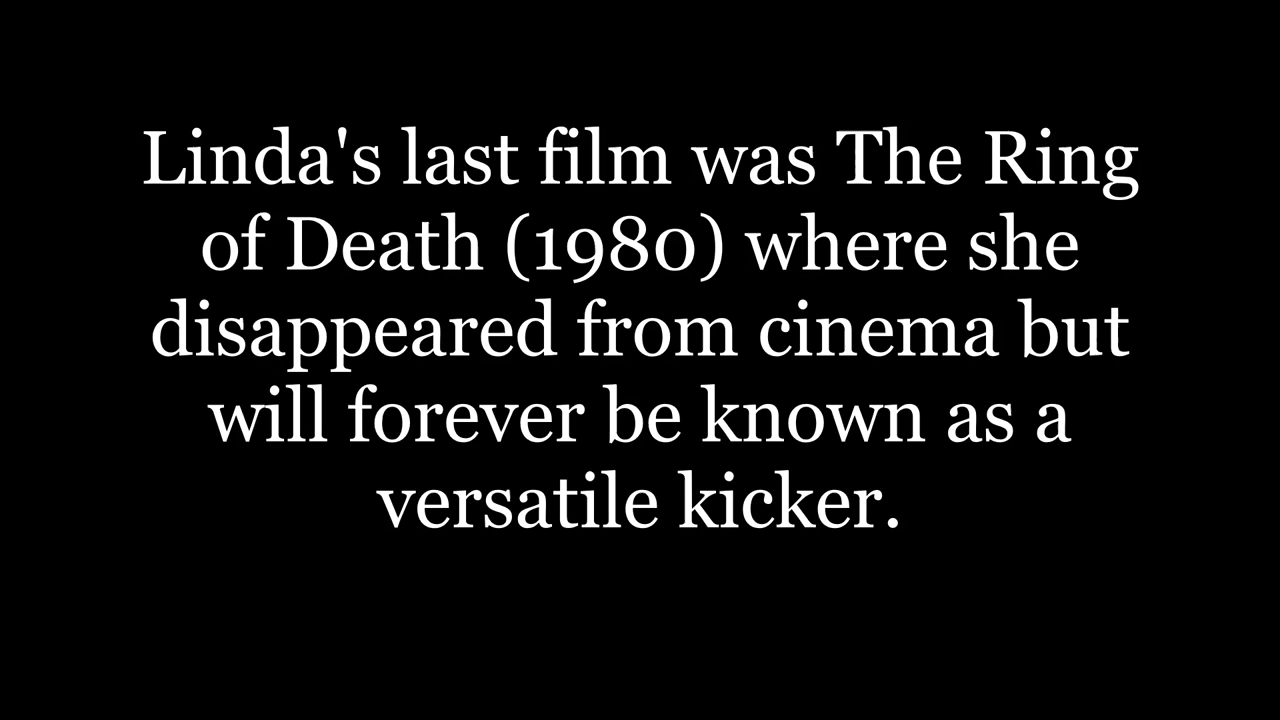 Linda's last film was The Ring
of Death (1980) where she
disappeared from cinema but
will forever be known as a
versatile kicker.